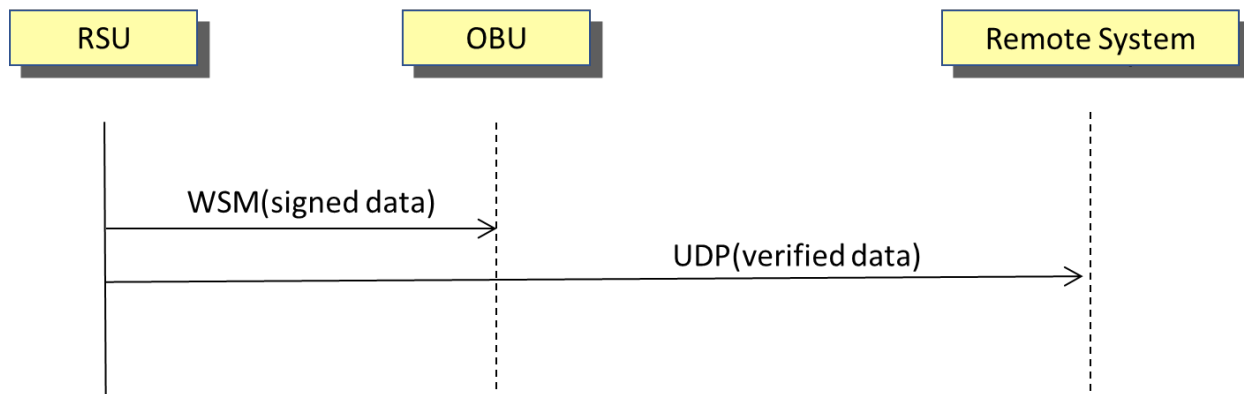 RSU
OBU
Remote System
WSM(signed data)
UDP(verified data)